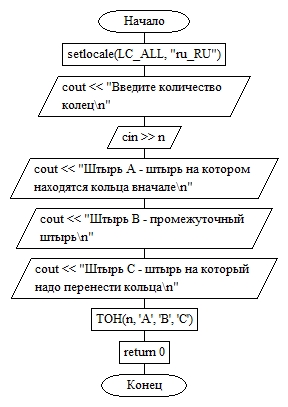 Начало
setlocale(LC_ALL, "ru_RU")
cout << "Введите количество
колец\n"
cin >> n
cout << "Штырь А - штырь на котором
находятся кольца вначале\n"
cout << "Штырь В - промежуточный
штырь\n"
cout << "Штырь С - штырь на который
надо перенести кольца\n"
TOH(n, 'A', 'B', 'C')
return 0
Конец